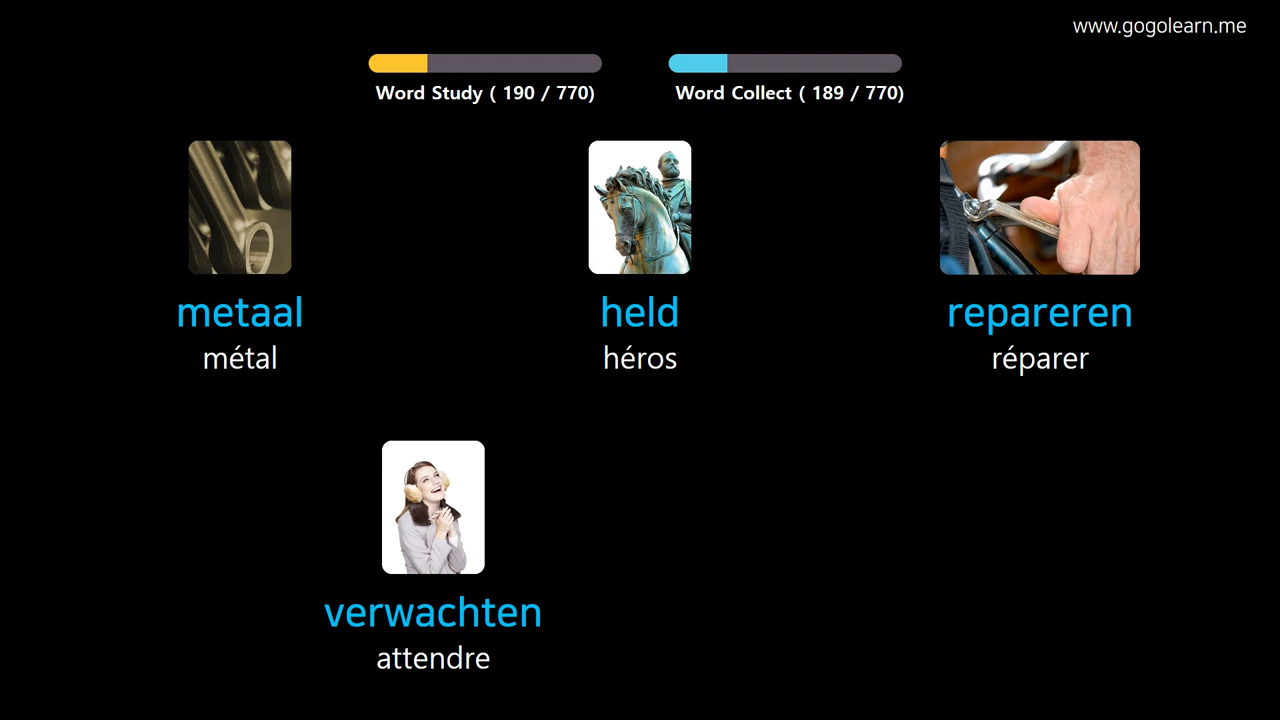 www.gogolearn.me
Word Study ( 190 / 770)
Word Collect ( 189 / 770)
metaal
métal
held
héros
repareren
réparer
verwachten
attendre